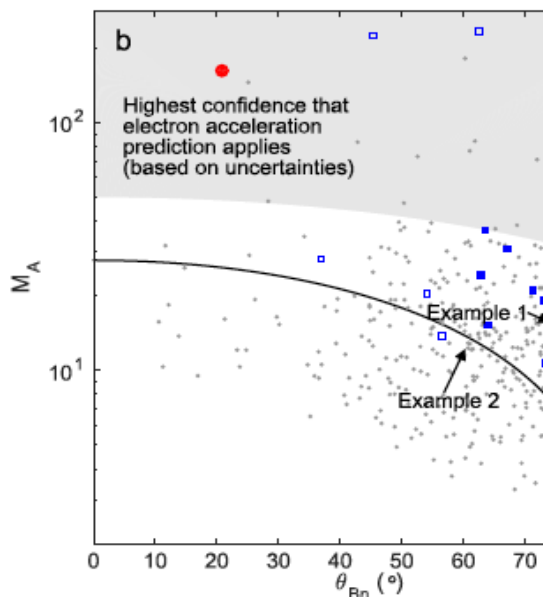 b
Highest confidence that
electron acceleration
prediction applies
(based on uncertainties)
10²
M_A
Example 1
10¹
Example 2
0 10 20 30 40 50 60 70
θ_Bn (°)